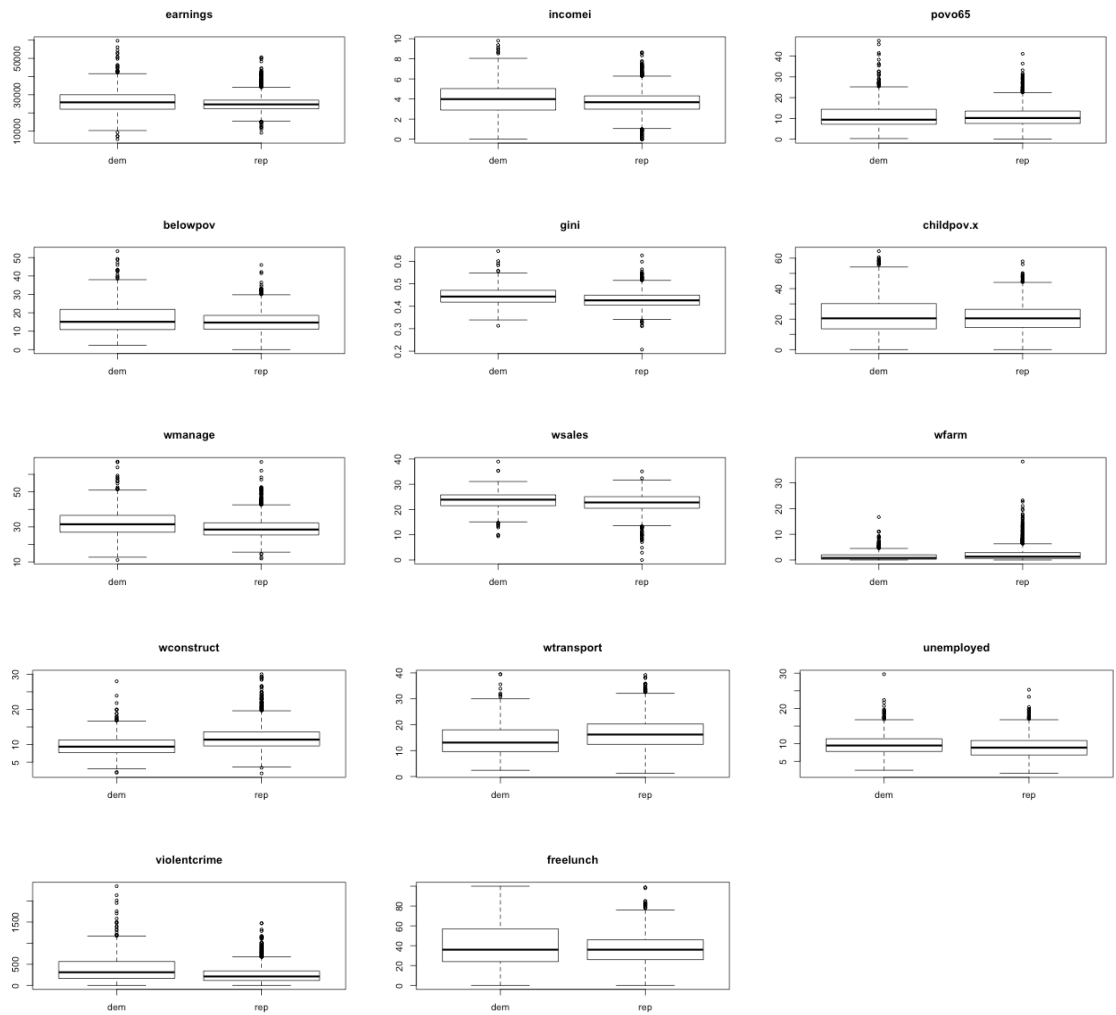 earnings
50000
30000
10000
dem
rep
incomei
10
8
6
4
2
0
dem
rep
povo65
40
30
20
10
0
dem
rep
belowpov
50
40
30
20
10
0
dem
rep
gini
0.6
0.5
0.4
0.3
0.2
dem
rep
childpov.x
60
40
20
0
dem
rep
wmanage
50
30
10
dem
rep
wsales
40
30
20
10
0
dem
rep
wfarm
30
20
10
0
dem
rep
wconstruct
30
20
10
5
dem
rep
wtransport
40
30
20
10
0
dem
rep
unemployed
30
20
10
5
dem
rep
violentcrime
1500
500
0
dem
rep
freelunch
80
60
40
20
0
dem
rep